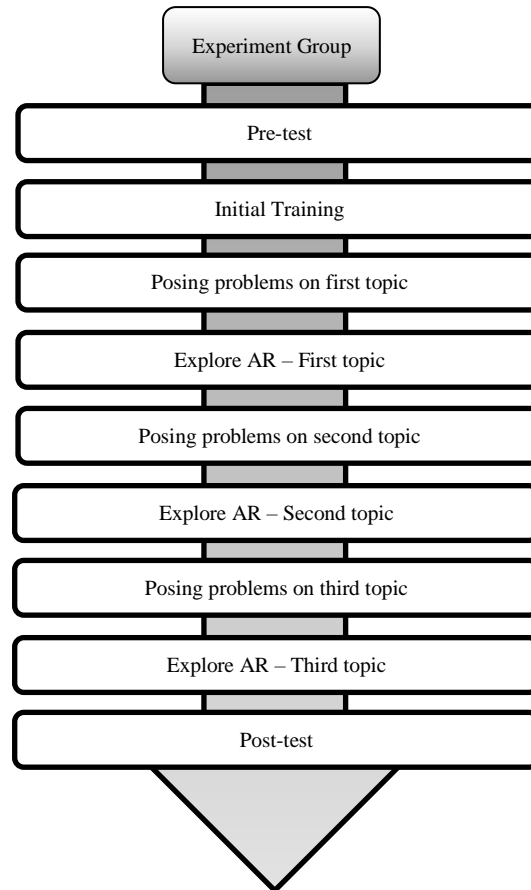 Experiment Group
Pre-test
Initial Training
Posing problems on first topic
Explore AR – First topic
Posing problems on second topic
Explore AR – Second topic
Posing problems on third topic
Explore AR – Third topic
Post-test